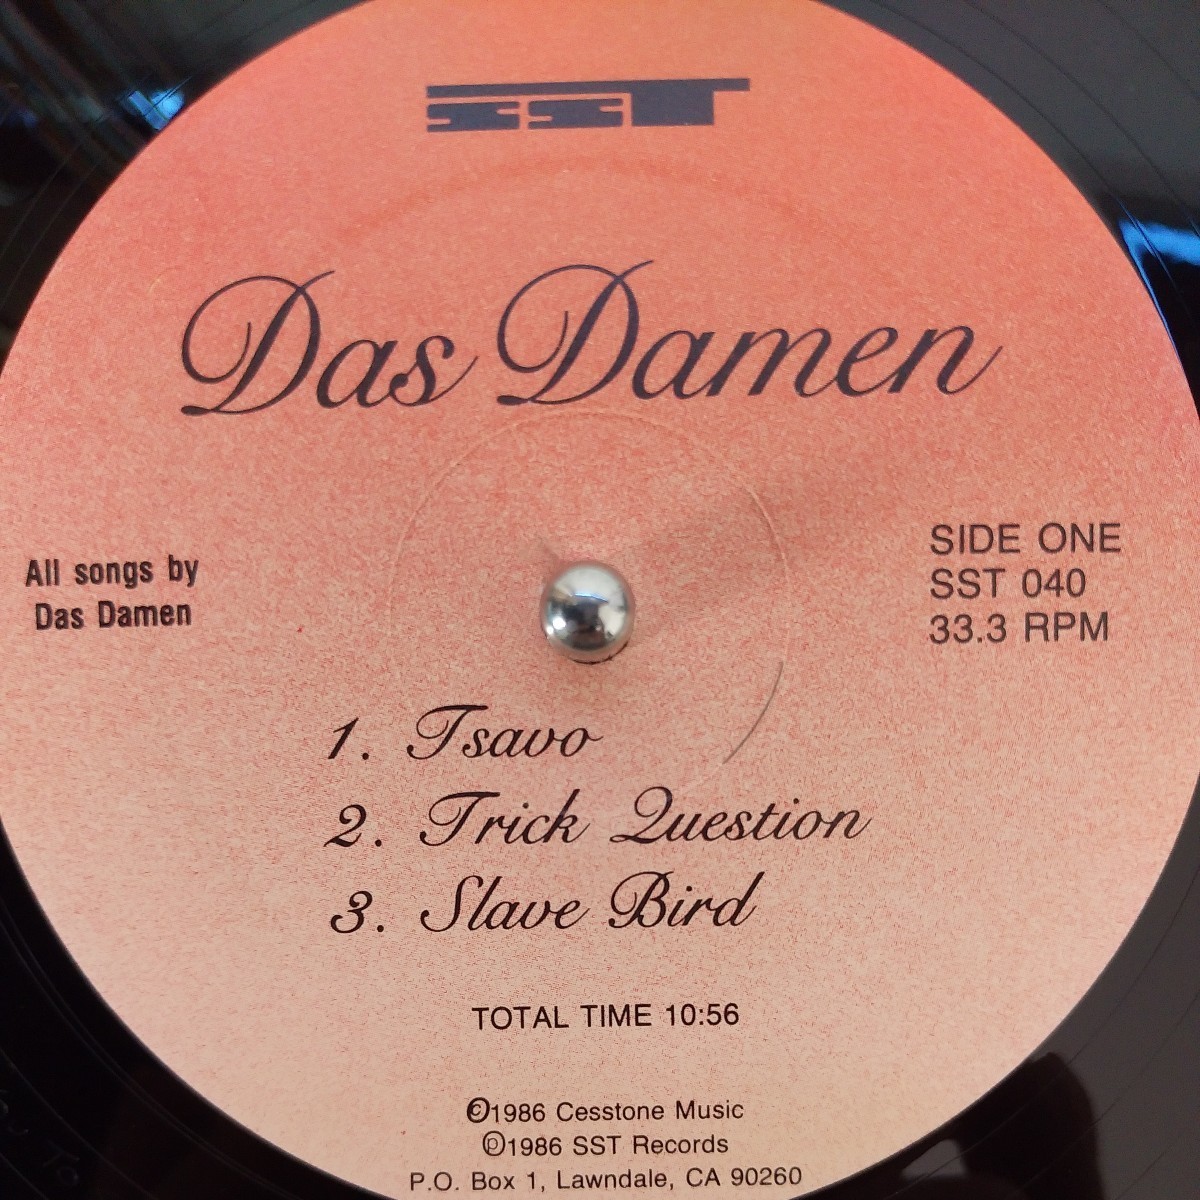 SST
Das Damen
All songs by
Das Damen
SIDE ONE
SST 040
33.3 RPM
1. Tsavo
2. Trick Question
3. Slave Bird
TOTAL TIME 10:56
©1986 Cesstone Music
℗1986 SST Records
P.O. Box 1, Lawndale, CA 90260